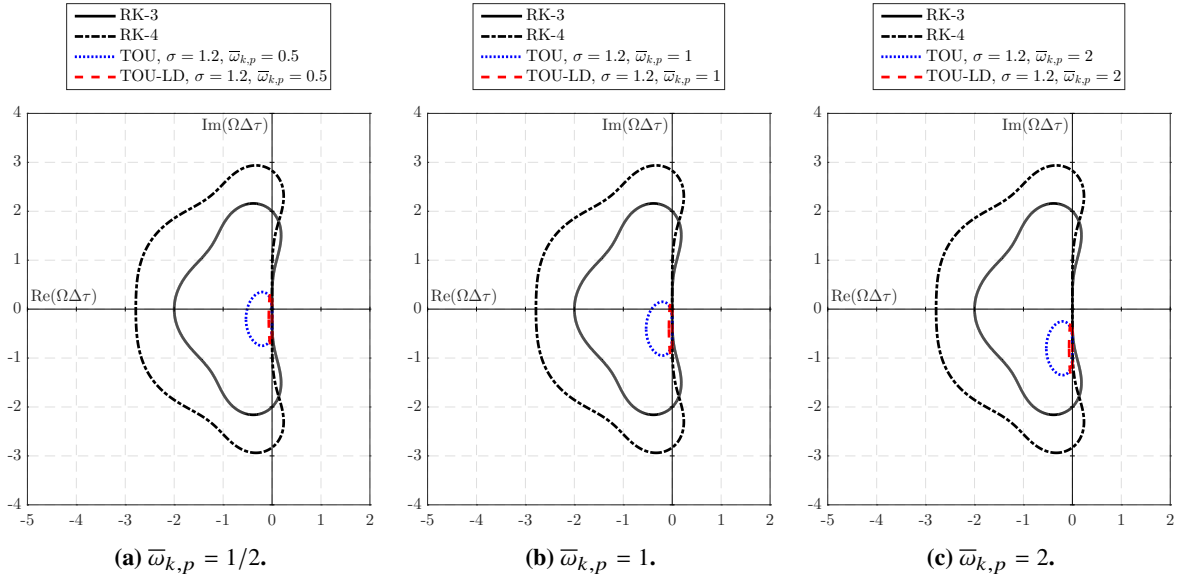 RK-3
RK-4
TOU, σ = 1.2, ω̄k,p = 0.5
TOU-LD, σ = 1.2, ω̄k,p = 0.5
4
3
2
1
0
-1
-2
-3
-4
-5 -4 -3 -2 -1 0 1 2
Im(ΩΔτ)
Re(ΩΔτ)
(a) ω̄k,p = 1/2.
RK-3
RK-4
TOU, σ = 1.2, ω̄k,p = 1
TOU-LD, σ = 1.2, ω̄k,p = 1
4
3
2
1
0
-1
-2
-3
-4
-5 -4 -3 -2 -1 0 1 2
Im(ΩΔτ)
Re(ΩΔτ)
(b) ω̄k,p = 1.
RK-3
RK-4
TOU, σ = 1.2, ω̄k,p = 2
TOU-LD, σ = 1.2, ω̄k,p = 2
4
3
2
1
0
-1
-2
-3
-4
-5 -4 -3 -2 -1 0 1 2
Im(ΩΔτ)
Re(ΩΔτ)
(c) ω̄k,p = 2.